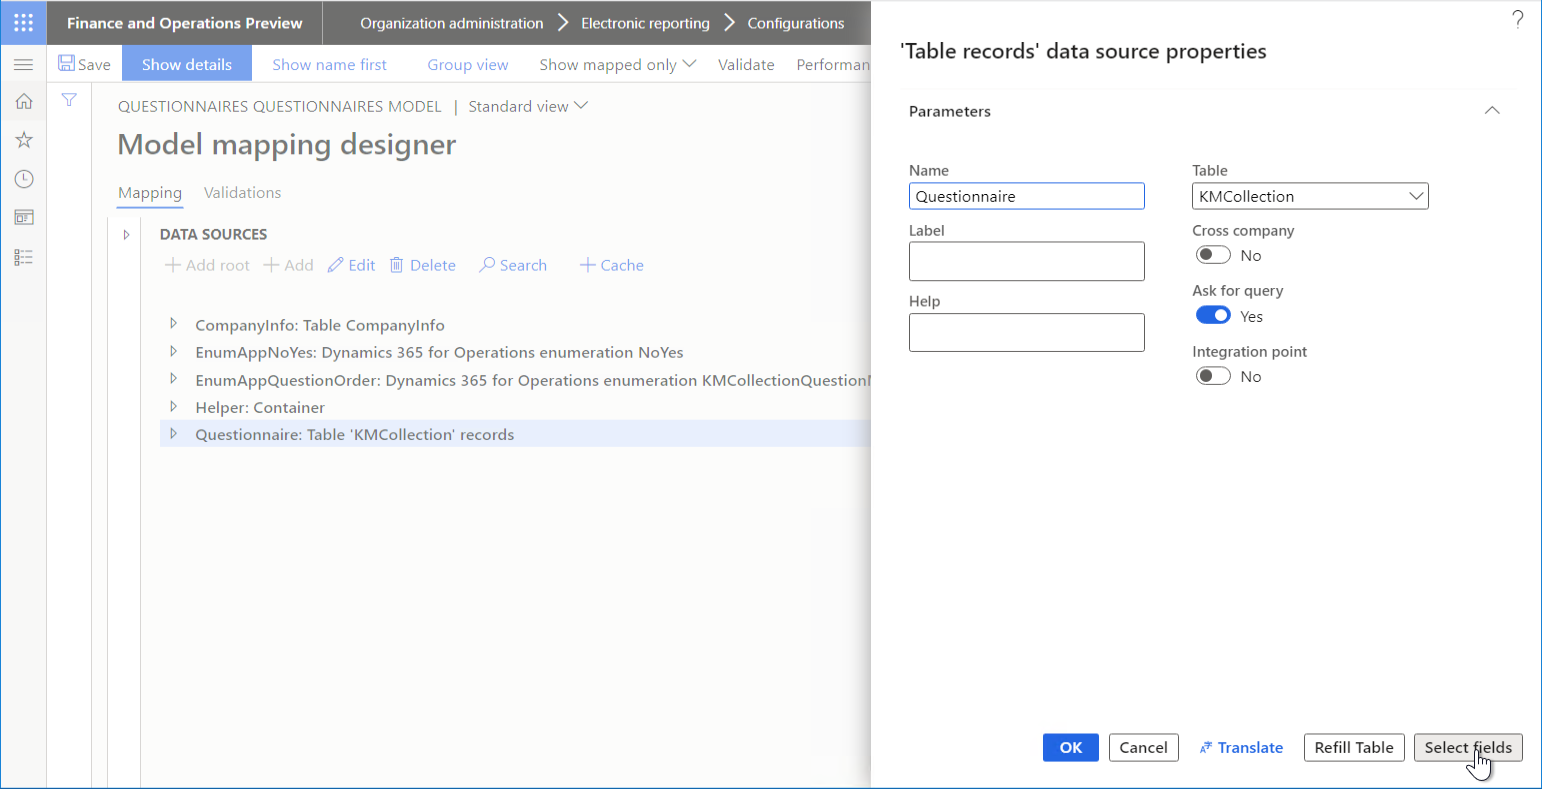 Finance and Operations Preview
Organization administration
Electronic reporting
Configurations
Save
Show details
Show name first
Group view
Show mapped only
Validate
Performan
QUESTIONNAIRES QUESTIONNAIRES MODEL | Standard view
Model mapping designer
Mapping
Validations
DATA SOURCES
Add root
Add
Edit
Delete
Search
Cache
CompanyInfo: Table CompanyInfo
EnumAppNoYes: Dynamics 365 for Operations enumeration NoYes
EnumAppQuestionOrder: Dynamics 365 for Operations enumeration KMCollectionQuestion
Helper: Container
Questionnaire: Table 'KMCollection' records
?
'Table records' data source properties
Parameters
Name
Questionnaire
Label
Help
Table
KMCollection
Cross company
No
Ask for query
Yes
Integration point
No
OK
Cancel
Translate
Refill Table
Select fields